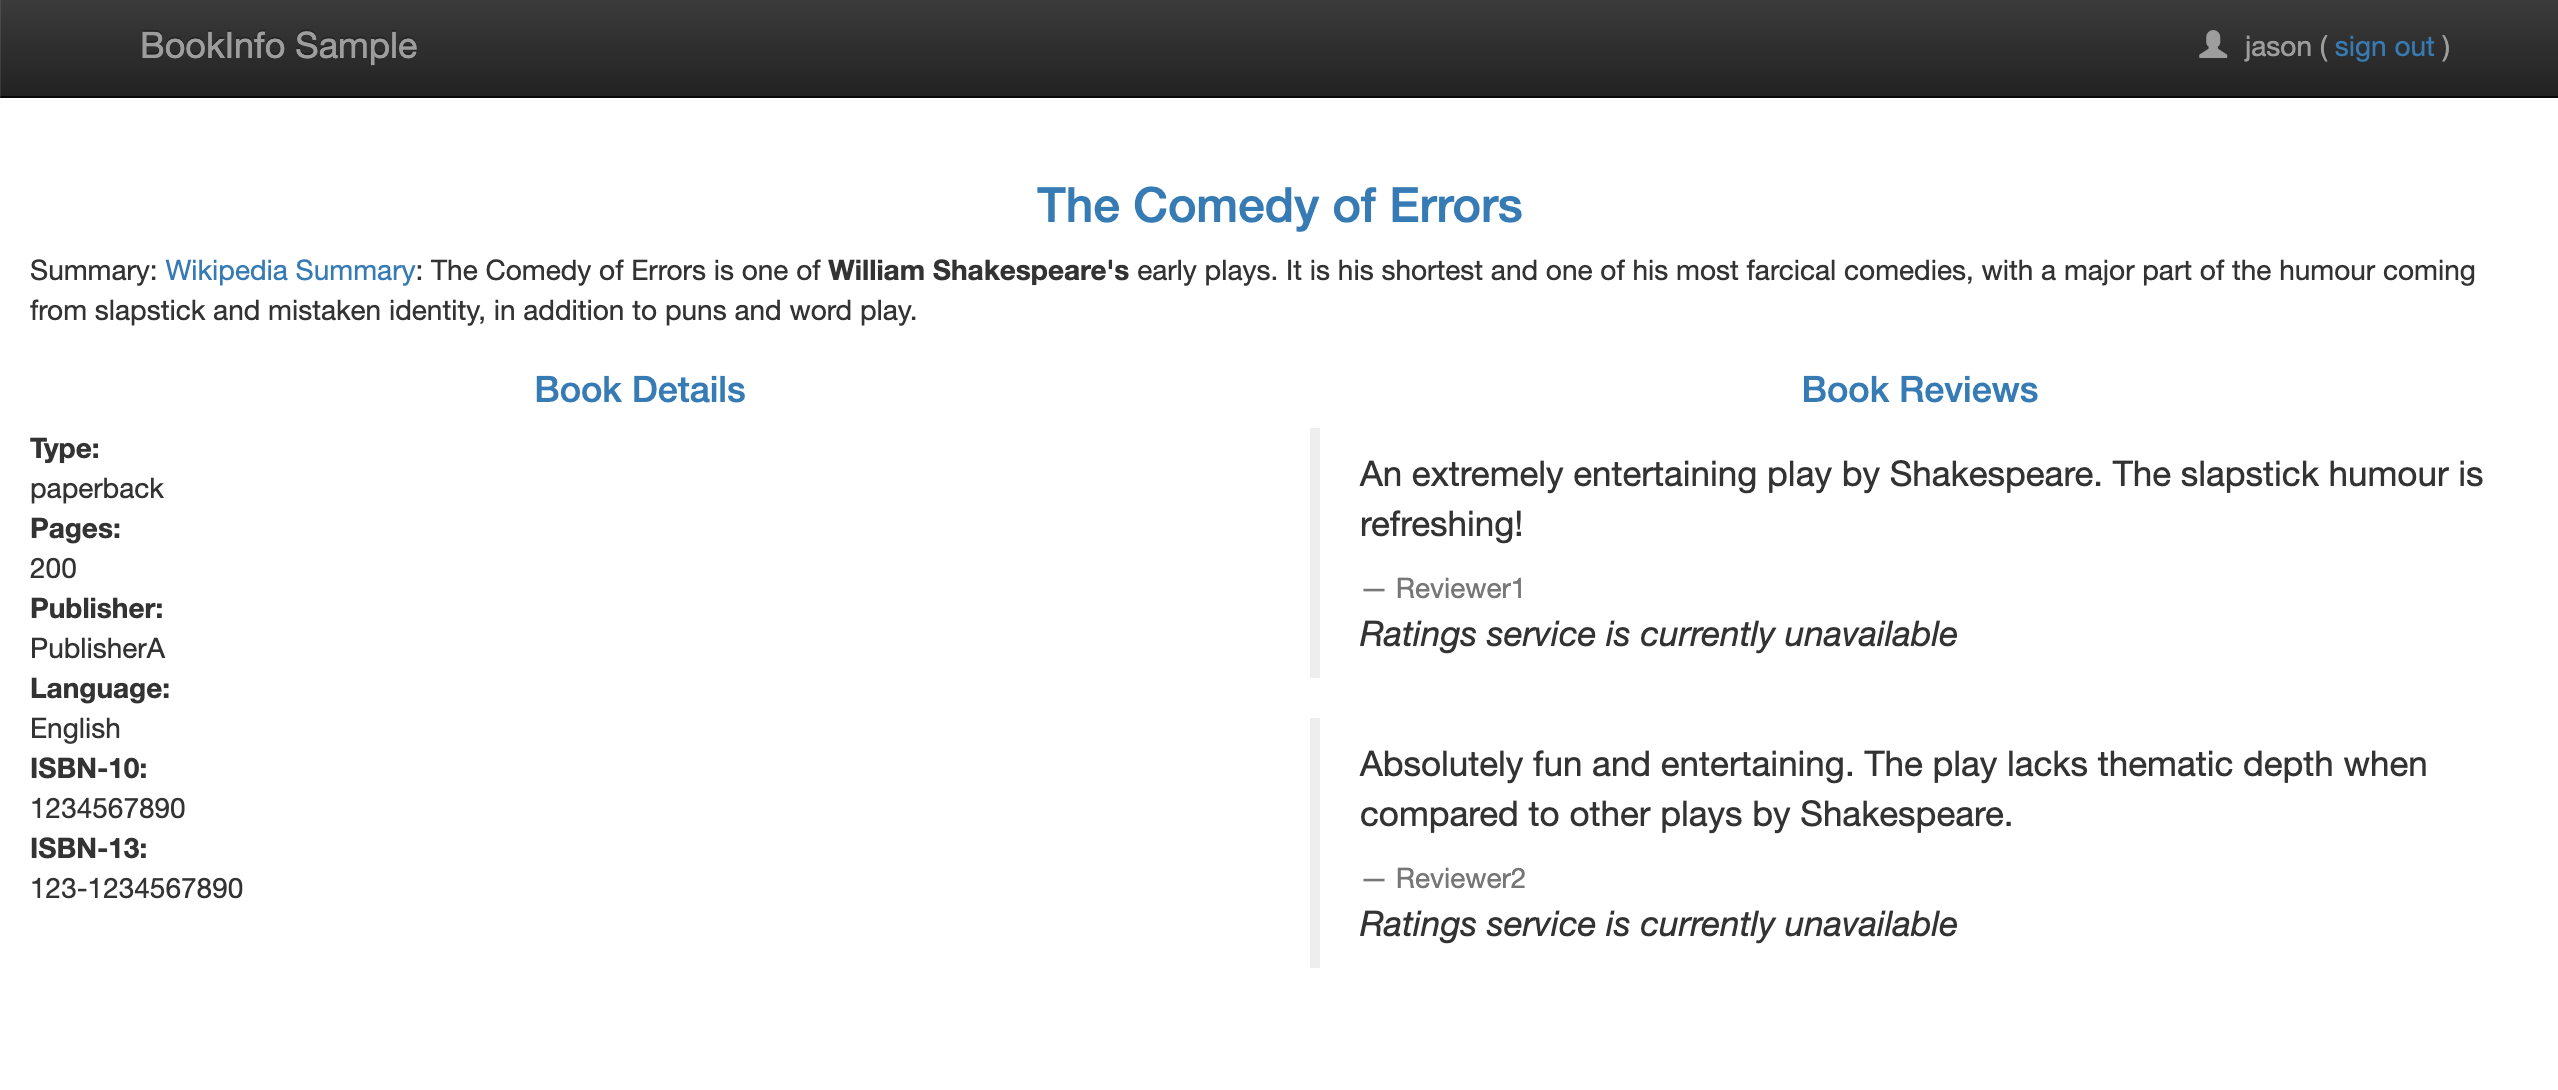 BookInfo Sample
jason ( sign out )
The Comedy of Errors
Summary: Wikipedia Summary: The Comedy of Errors is one of William Shakespeare's early plays. It is his shortest and one of his most farcical comedies, with a major part of the humour coming
from slapstick and mistaken identity, in addition to puns and word play.
Book Details
Type:
paperback
Pages:
200
Publisher:
PublisherA
Language:
English
ISBN-10:
1234567890
ISBN-13:
123-1234567890
Book Reviews
An extremely entertaining play by Shakespeare. The slapstick humour is
refreshing!
— Reviewer1
Ratings service is currently unavailable
Absolutely fun and entertaining. The play lacks thematic depth when
compared to other plays by Shakespeare.
— Reviewer2
Ratings service is currently unavailable